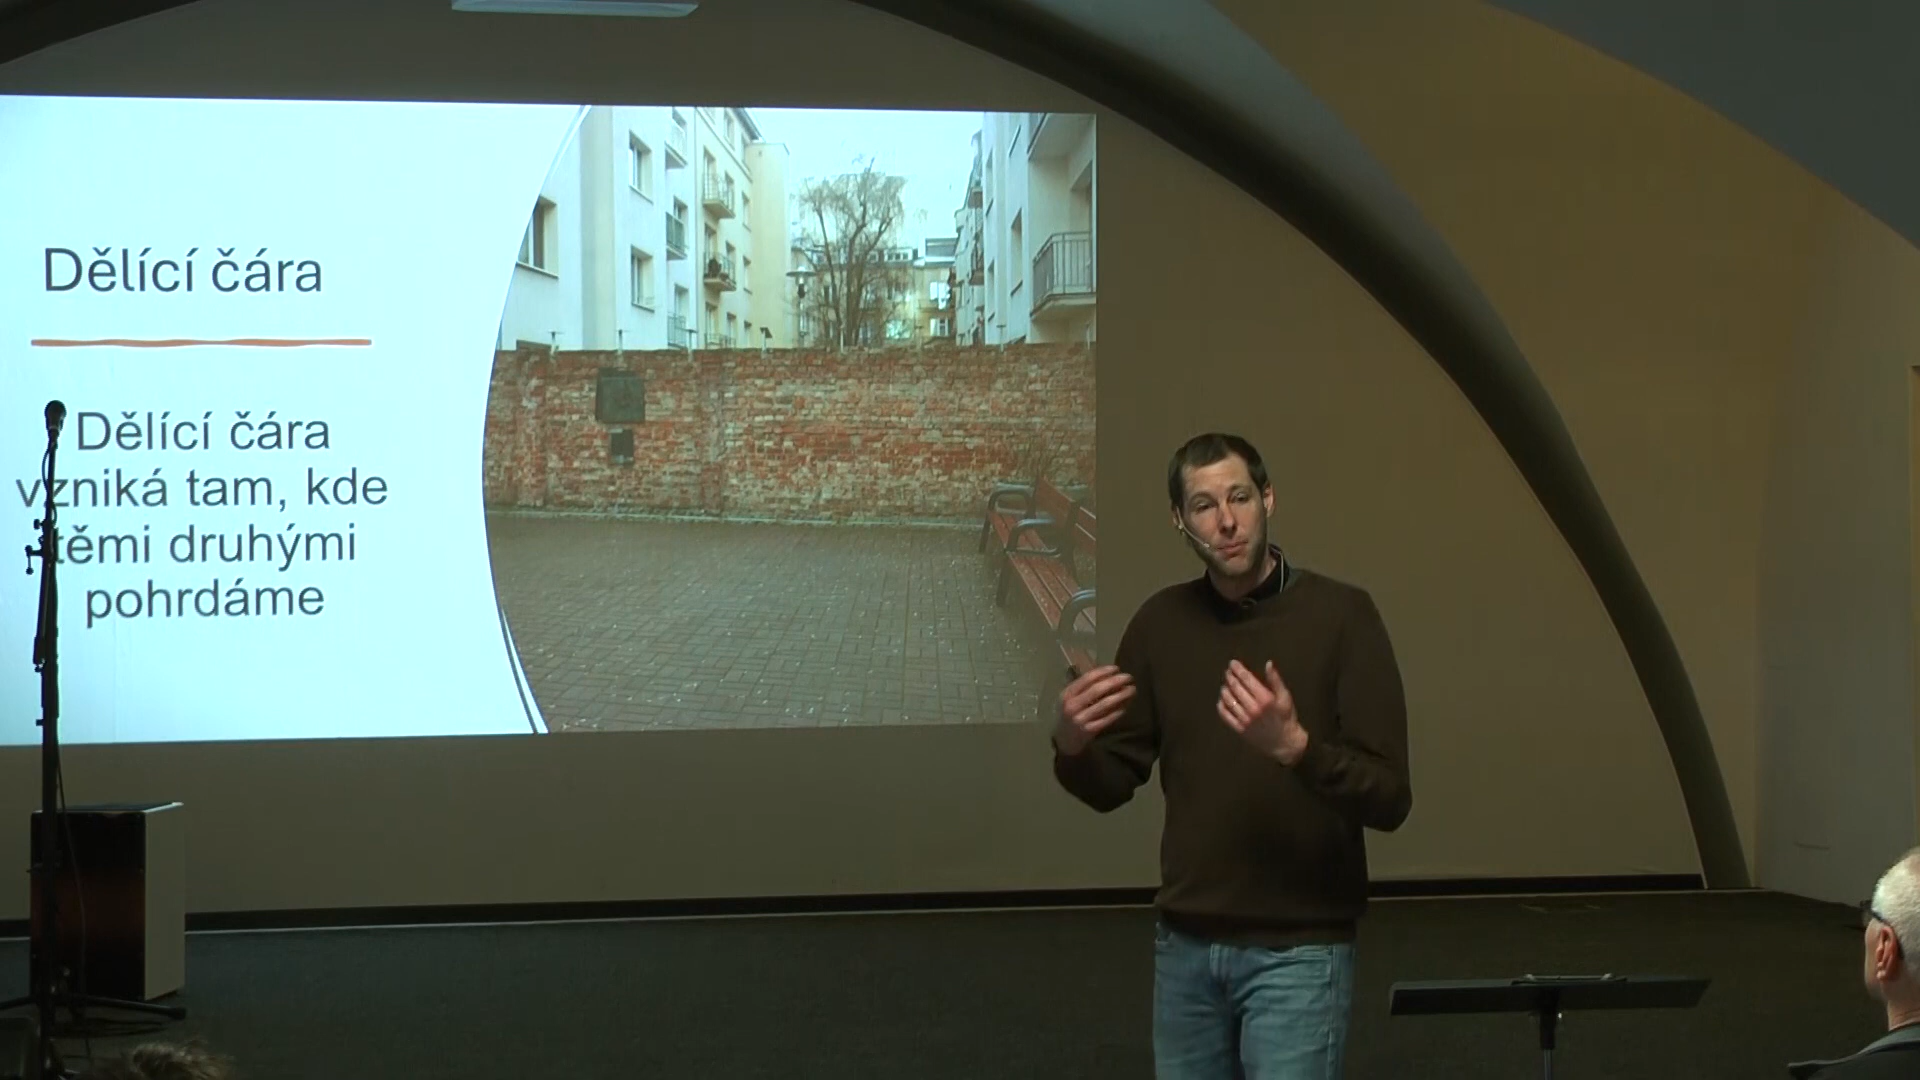 Dělící čára
Dělící čára
vzniká tam, kde
těmi druhými
pohrdáme